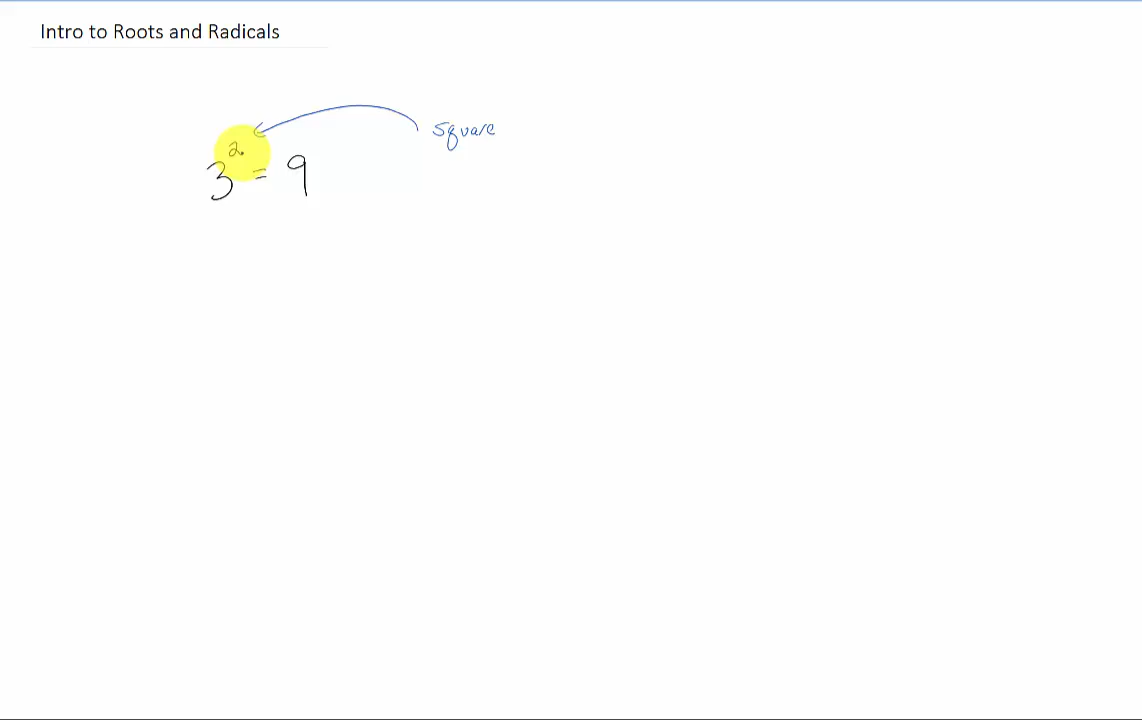 Intro to Roots and Radicals
square
3² = 9